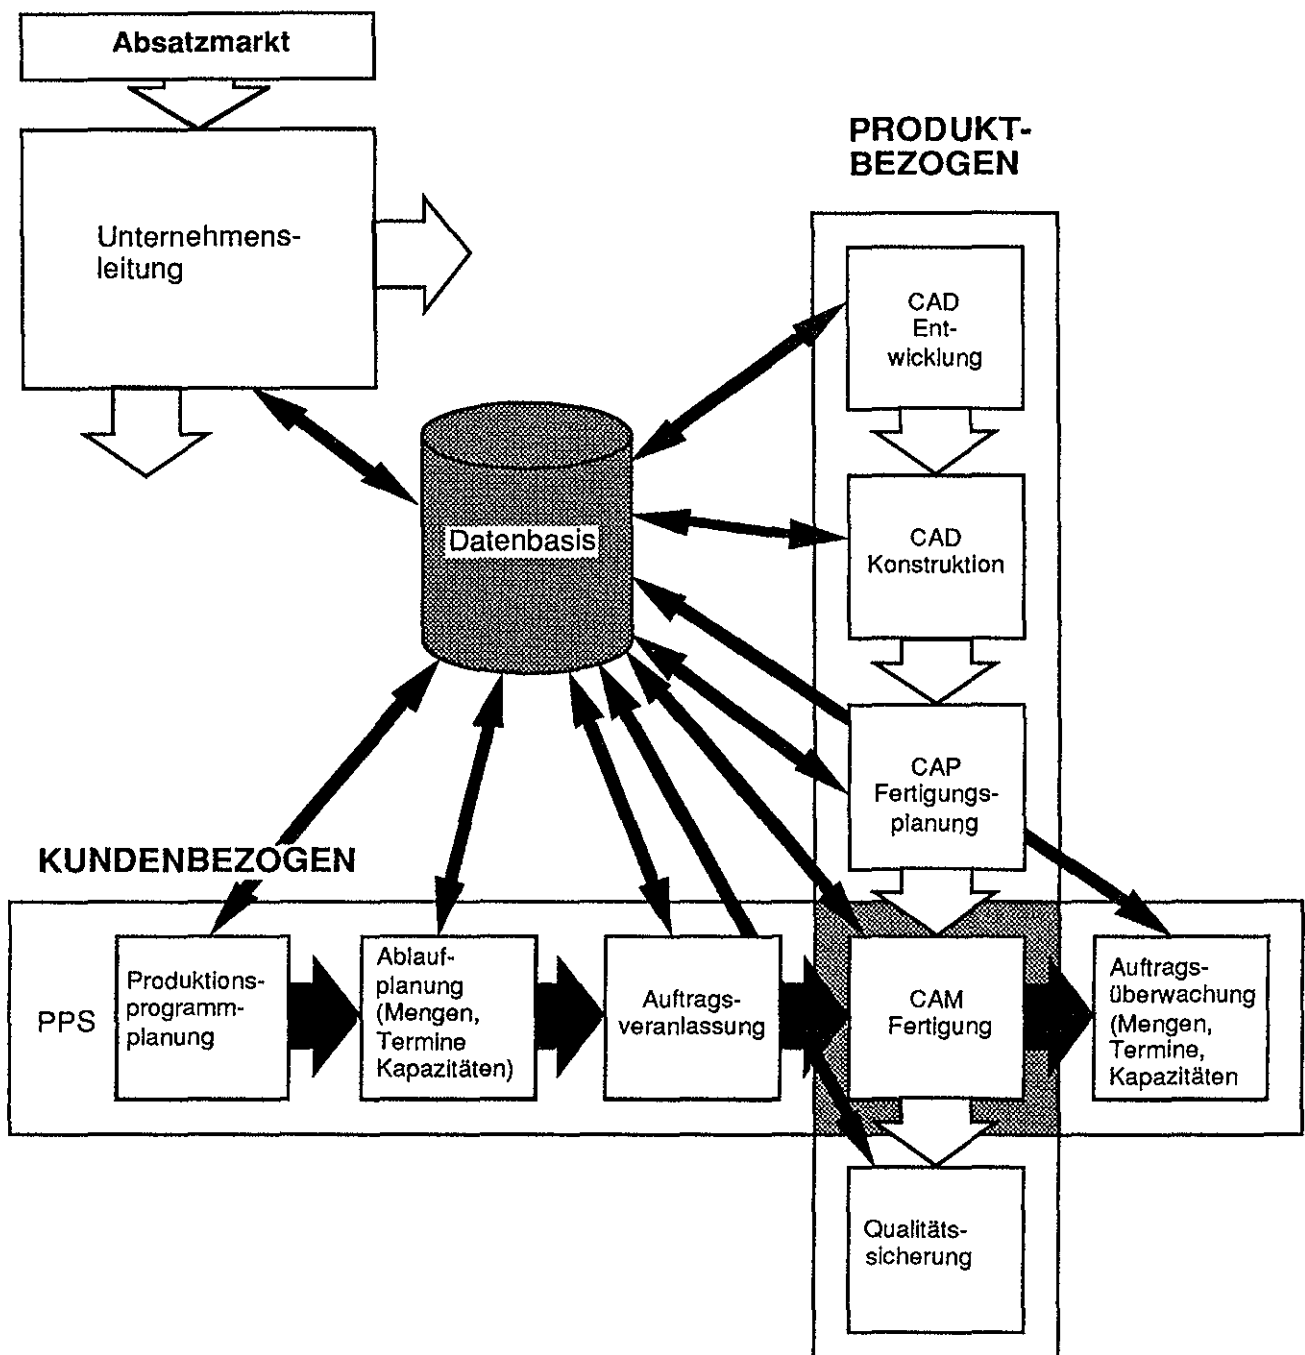 Absatzmarkt
Unternehmens-
leitung
PRODUKT-
BEZOGEN
CAD
Ent-
wicklung
Datenbasis
CAD
Konstruktion
CAP
Fertigungs-
planung
KUNDENBEZOGEN
PPS
Produktions-
programm-
planung
Ablauf-
planung
(Mengen,
Termine
Kapazitäten)
Auftrags-
veranlassung
CAM
Fertigung
Auftrags-
überwachung
(Mengen,
Termine,
Kapazitäten
Qualitäts-
sicherung